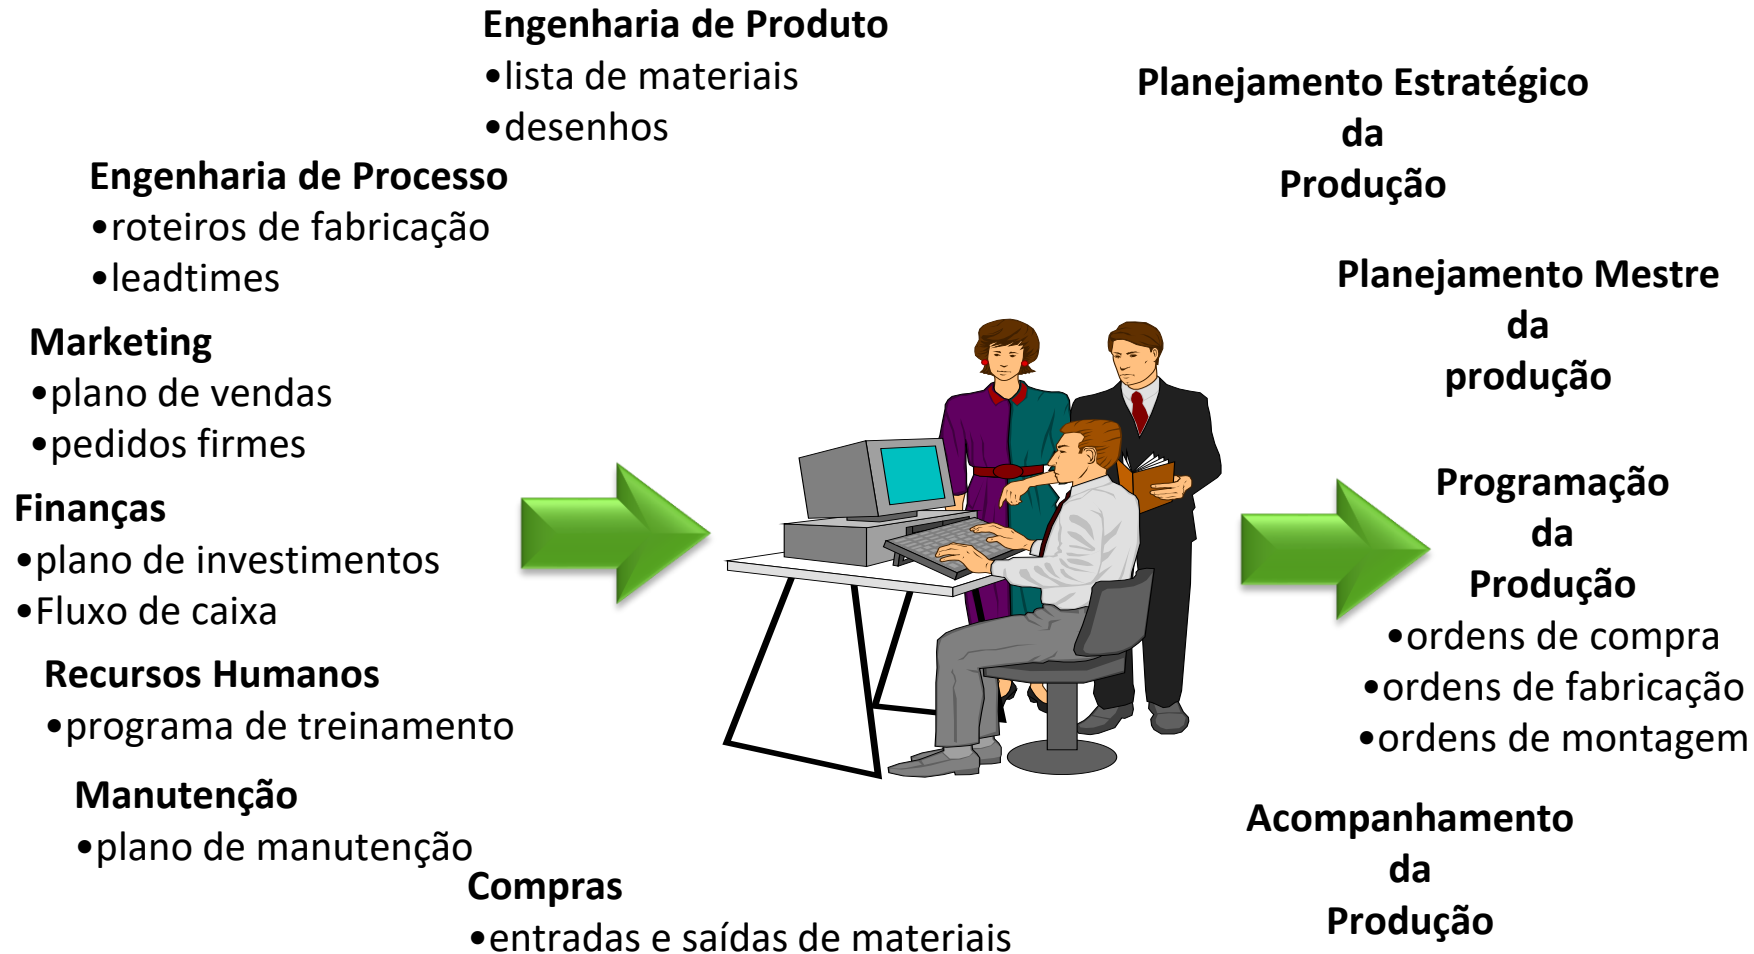 Engenharia de Produto
•lista de materiais
•desenhos
Engenharia de Processo
•roteiros de fabricação
•leadtimes
Marketing
•plano de vendas
•pedidos firmes
Finanças
•plano de investimentos
•Fluxo de caixa
Recursos Humanos
•programa de treinamento
Manutenção
•plano de manutenção
Compras
•entradas e saídas de materiais
Planejamento Estratégico
da
Produção
Planejamento Mestre
da
produção
Programação
da
Produção
•ordens de compra
•ordens de fabricação
•ordens de montagem
Acompanhamento
da
Produção